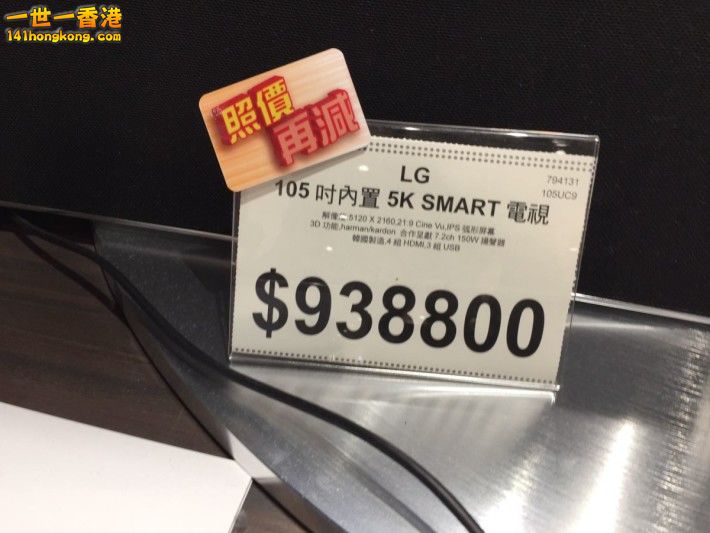 一世一香港
141hongkong.com
照價
再減
LG
794131
105UC9
105 吋內置 5K SMART 電視
解像度:5120 X 2160,21:9 Cine Vu,IPS 弧形屏幕
3D 功能,harman/kardon 合作呈獻 7.2ch 150W 揚聲器
韓國製造,4 組 HDMI,3 組 USB
$938800